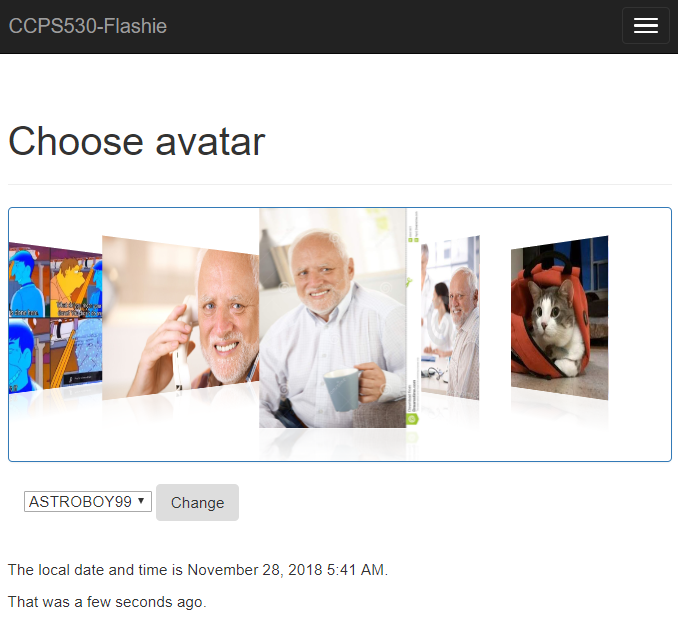 CCPS530-Flashie
Choose avatar
ASTROBOY99
Change
The local date and time is November 28, 2018 5:41 AM.
That was a few seconds ago.